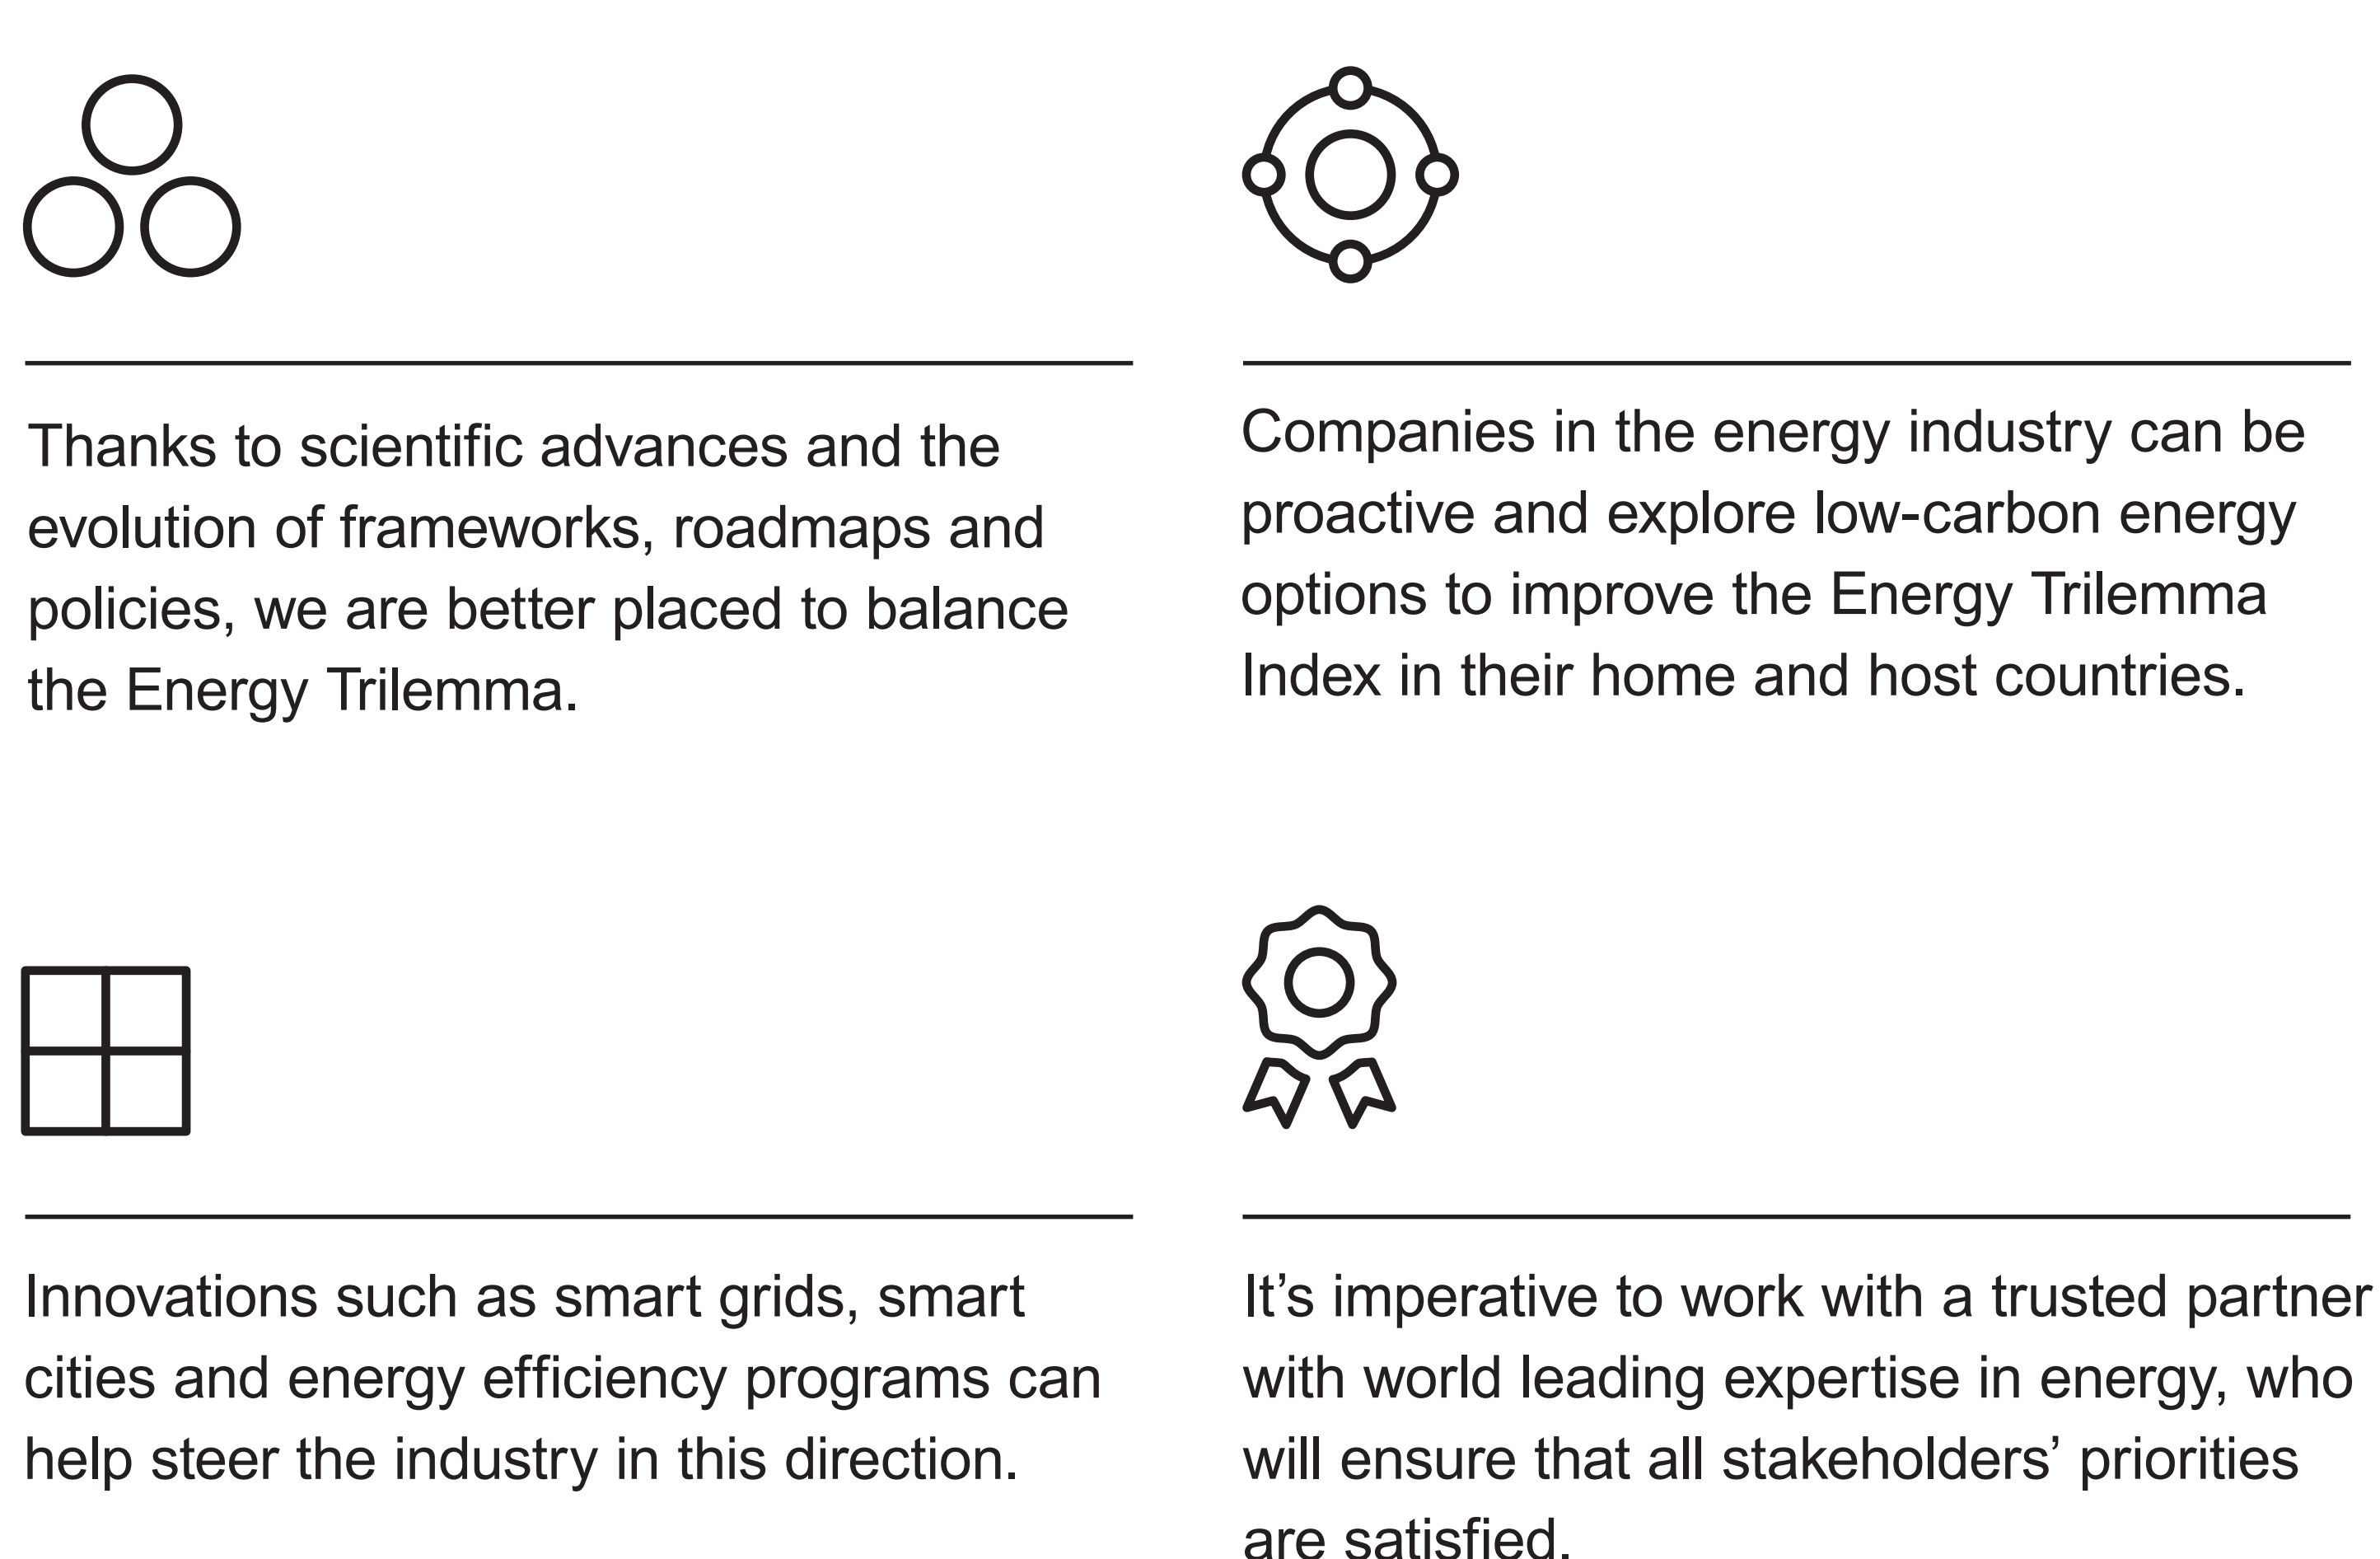 Thanks to scientific advances and the
evolution of frameworks, roadmaps and
policies, we are better placed to balance
the Energy Trilemma.
Companies in the energy industry can be
proactive and explore low-carbon energy
options to improve the Energy Trilemma
Index in their home and host countries.
Innovations such as smart grids, smart
cities and energy efficiency programs can
help steer the industry in this direction.
It’s imperative to work with a trusted partner
with world leading expertise in energy, who
will ensure that all stakeholders’ priorities
are satisfied.